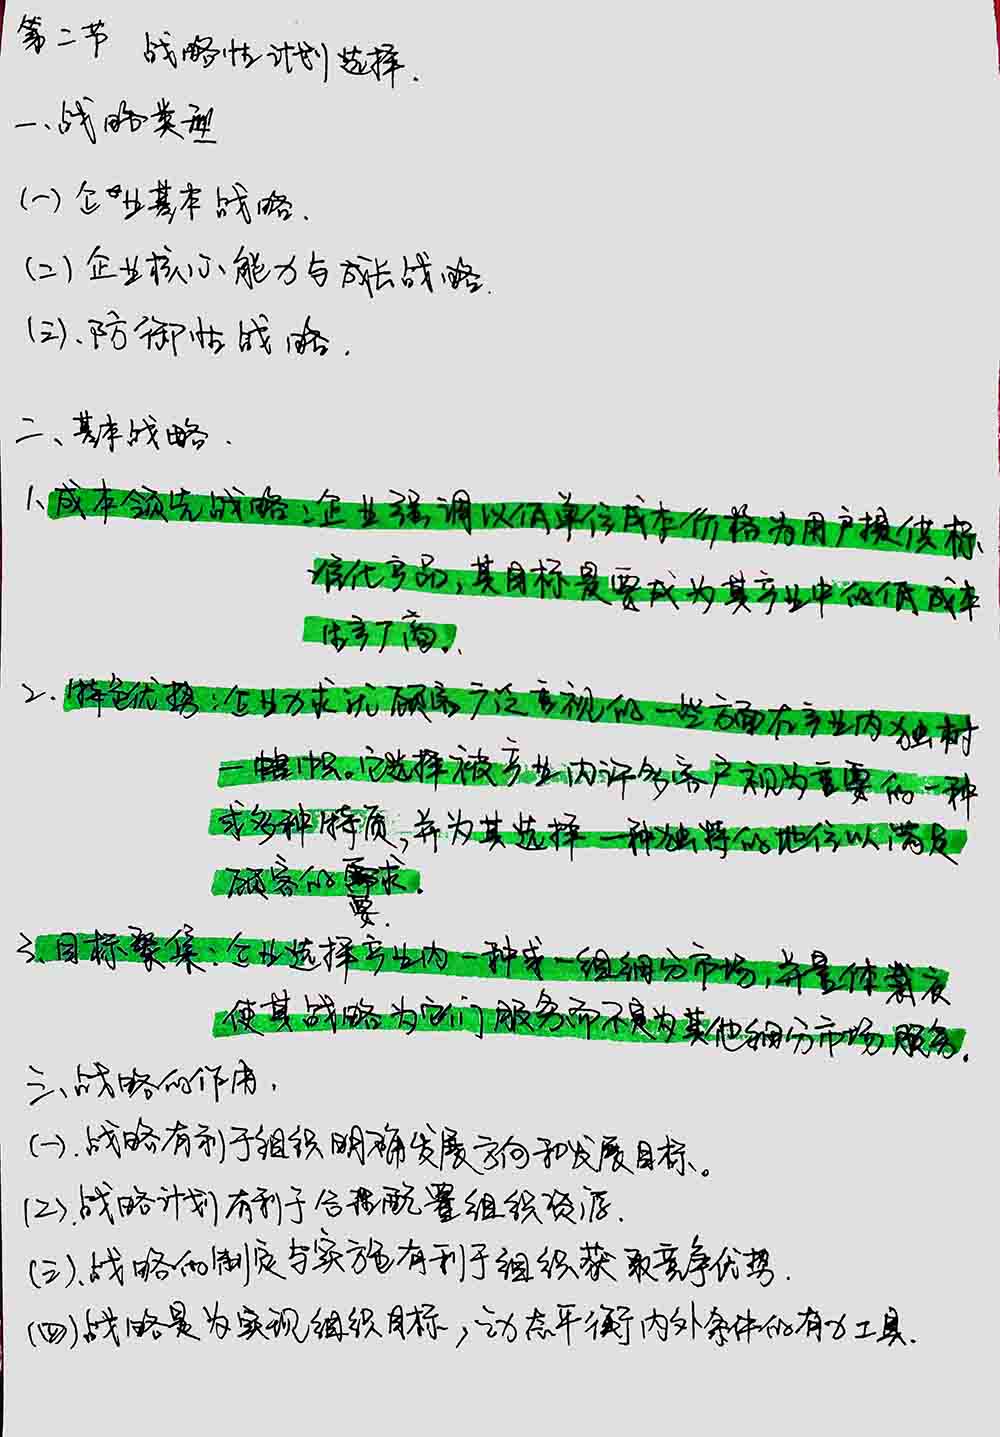 第二节 战略性计划选择.
一、战略类型
(一) 企业基本战略.
(二) 企业核心能力与成长战略.
(三).防御性战略.
二、基本战略.
1.成本领先战略:企业强调以低单位成本价格为用户提供标
准化产品,其目标是要成为其产业中的低成本
生产厂商.
2.特色优势:企业力求就顾客广泛重视的一些方面在产业内独树
一帜.它选择被产业内许多客户视为重要的一种
或多种特质,并为其选择一种独特的地位以满足
顾客的要求.
3.目标聚集:企业选择产业内一种或一组细分市场,并量体裁衣
使其战略为它们服务而不是为其他细分市场服务.
三、战略的作用.
(一).战略有利于组织明确发展方向和发展目标。
(二).战略计划有利于合理配置组织资源.
(三).战略的制定与实施有利于组织获取竞争优势.
(四)战略是为实现组织目标,动态平衡内外条件的有力工具.